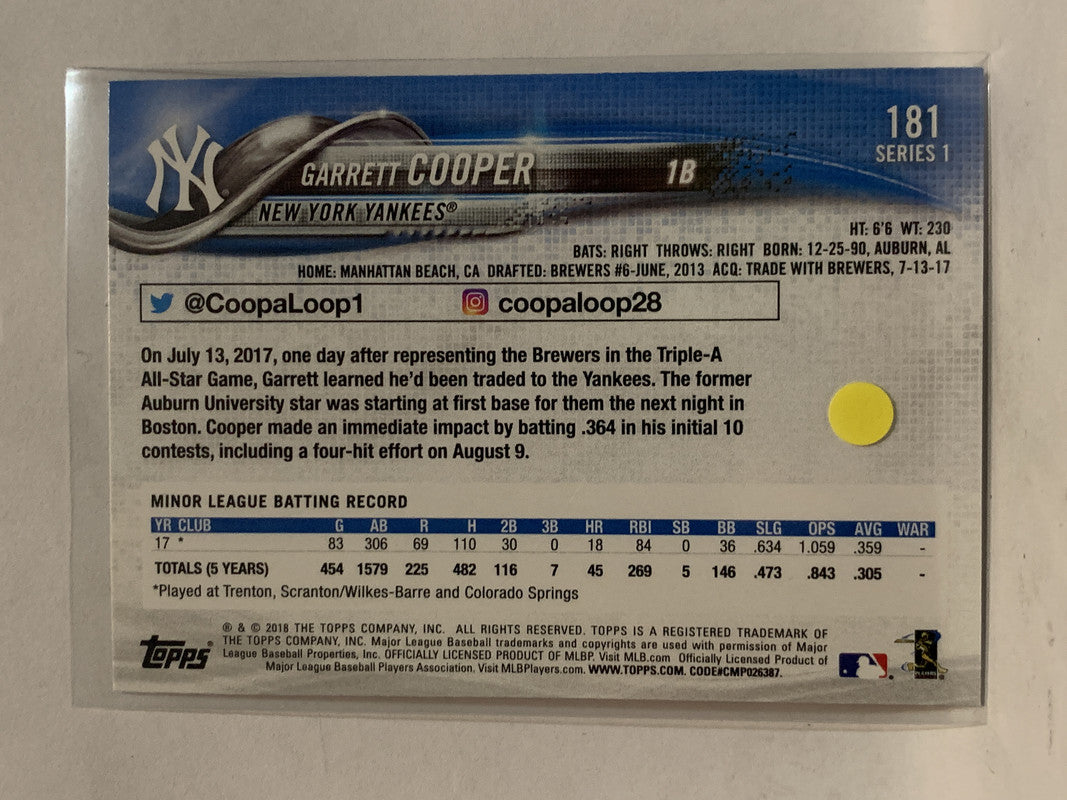 181
SERIES 1
NY
GARRETT COOPER 1B
NEW YORK YANKEES®
HT: 6'6 WT: 230
BATS: RIGHT THROWS: RIGHT BORN: 12-25-90, AUBURN, AL
HOME: MANHATTAN BEACH, CA DRAFTED: BREWERS #6-JUNE, 2013 ACQ: TRADE WITH BREWERS, 7-13-17
@CoopaLoop1 coopaloop28
On July 13, 2017, one day after representing the Brewers in the Triple-A
All-Star Game, Garrett learned he'd been traded to the Yankees. The former
Auburn University star was starting at first base for them the next night in
Boston. Cooper made an immediate impact by batting .364 in his initial 10
contests, including a four-hit effort on August 9.
MINOR LEAGUE BATTING RECORD
YR CLUB G AB R H 2B 3B HR RBI SB BB SLG OPS AVG WAR
17 * 83 306 69 110 30 0 18 84 0 36 .634 1.059 .359 -
TOTALS (5 YEARS) 454 1579 225 482 116 7 45 269 5 146 .473 .843 .305 -
*Played at Trenton, Scranton/Wilkes-Barre and Colorado Springs
Topps
® & © 2018 THE TOPPS COMPANY, INC. ALL RIGHTS RESERVED. TOPPS IS A REGISTERED TRADEMARK OF
THE TOPPS COMPANY, INC. Major League Baseball trademarks and copyrights are used with permission of Major
League Baseball Properties, Inc. OFFICIALLY LICENSED PRODUCT OF MLBP. Visit MLB.com Officially Licensed Product of
Major League Baseball Players Association. Visit MLBPlayers.com. WWW.TOPPS.COM. CODE#CMP026387.
PLAYERS